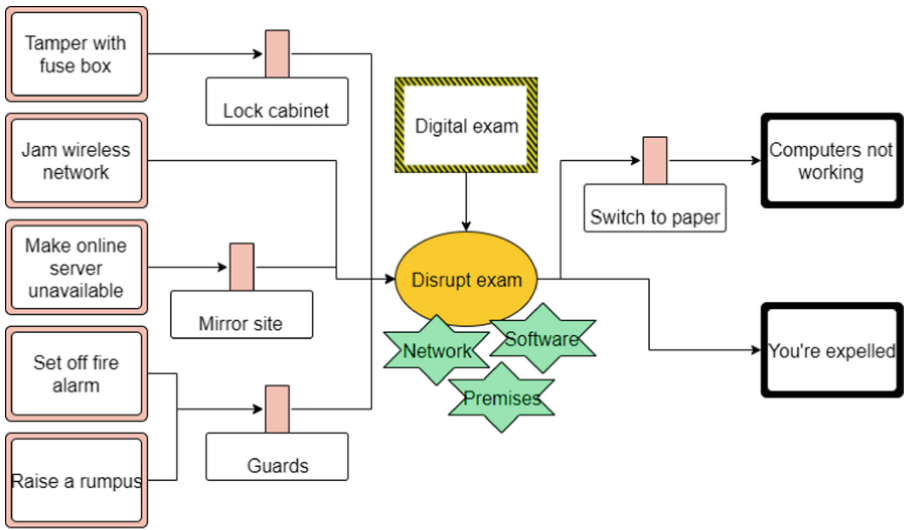 Tamper with
fuse box
Lock cabinet
Jam wireless
network
Make online
server
unavailable
Mirror site
Set off fire
alarm
Raise a rumpus
Guards
Digital exam
Disrupt exam
Network
Software
Premises
Switch to paper
Computers not
working
You're expelled